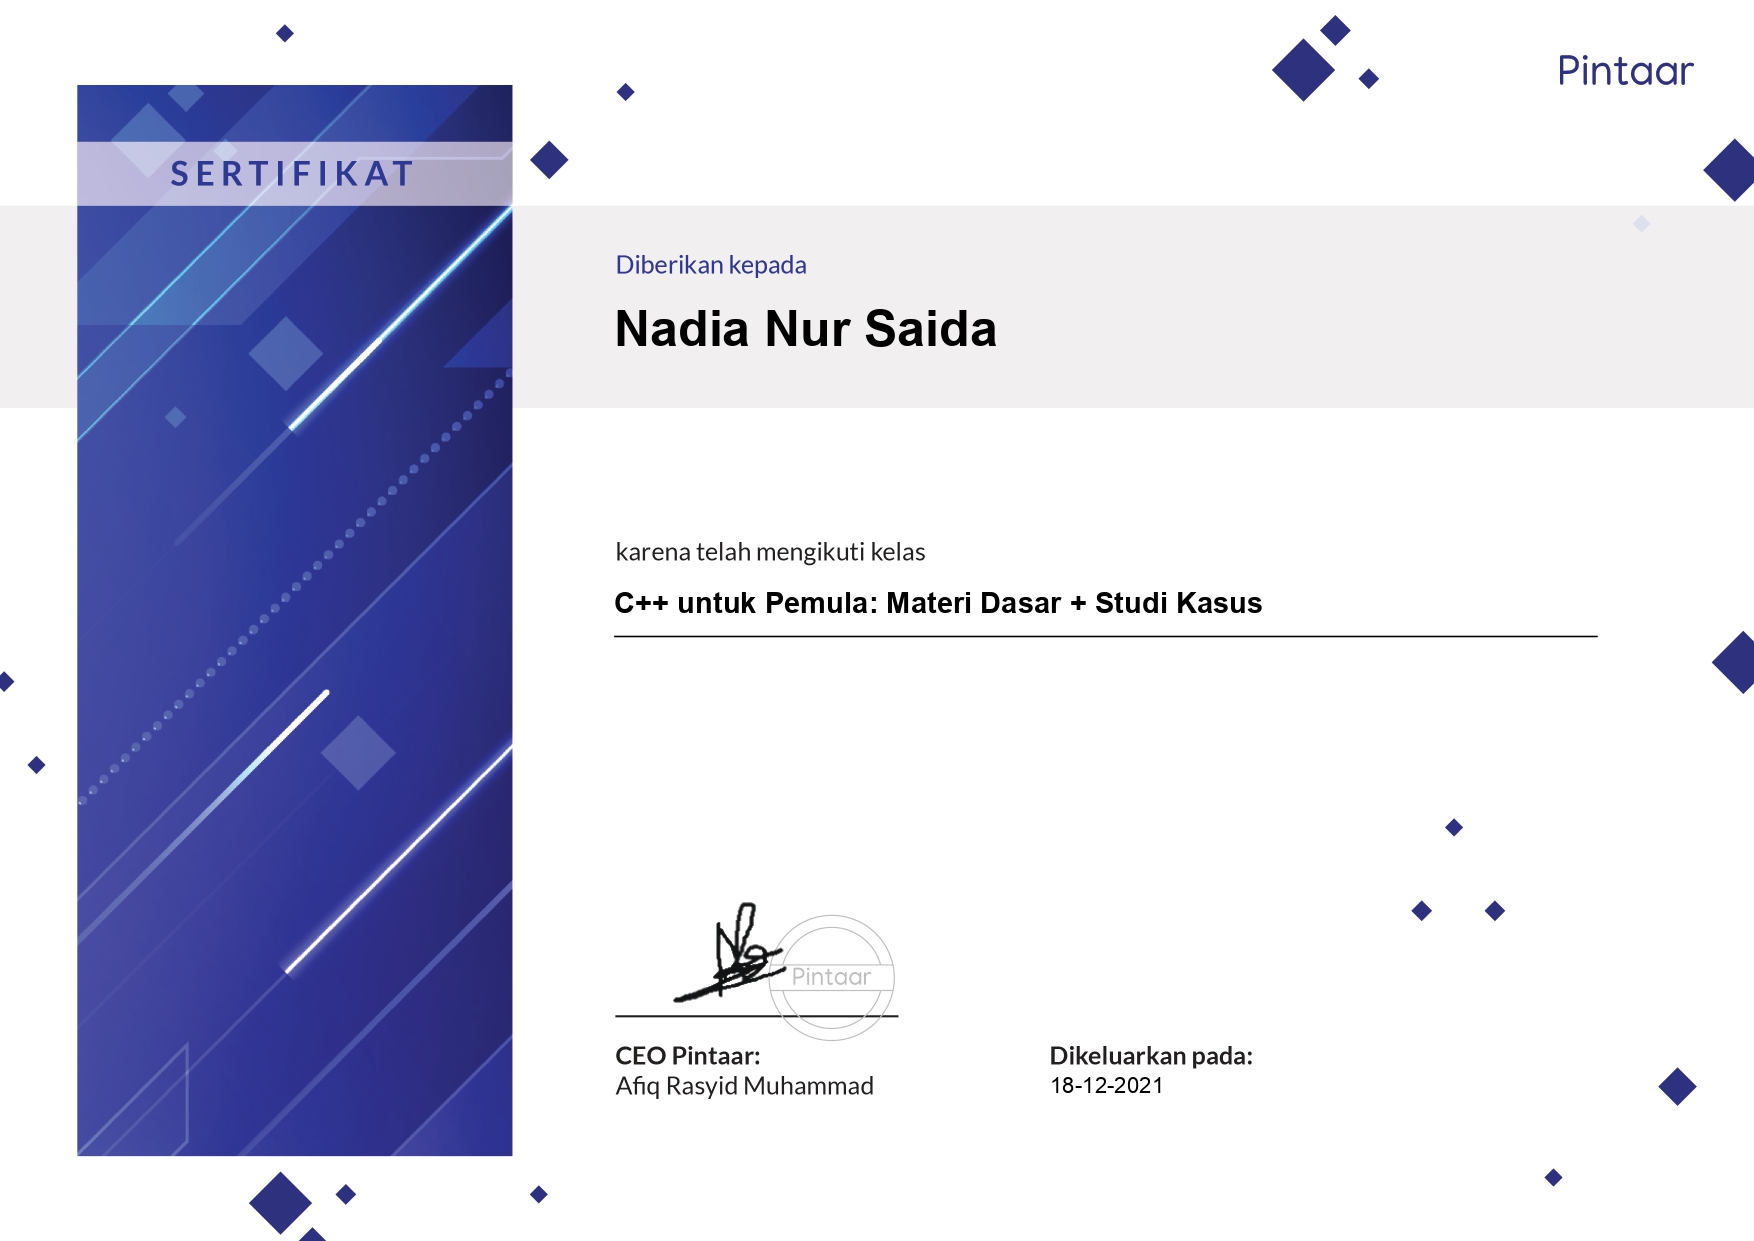 Pintaar
SERTIFIKAT
Diberikan kepada
Nadia Nur Saida
karena telah mengikuti kelas
C++ untuk Pemula: Materi Dasar + Studi Kasus
Pintaar
CEO Pintaar:
Afiq Rasyid Muhammad
Dikeluarkan pada:
18-12-2021